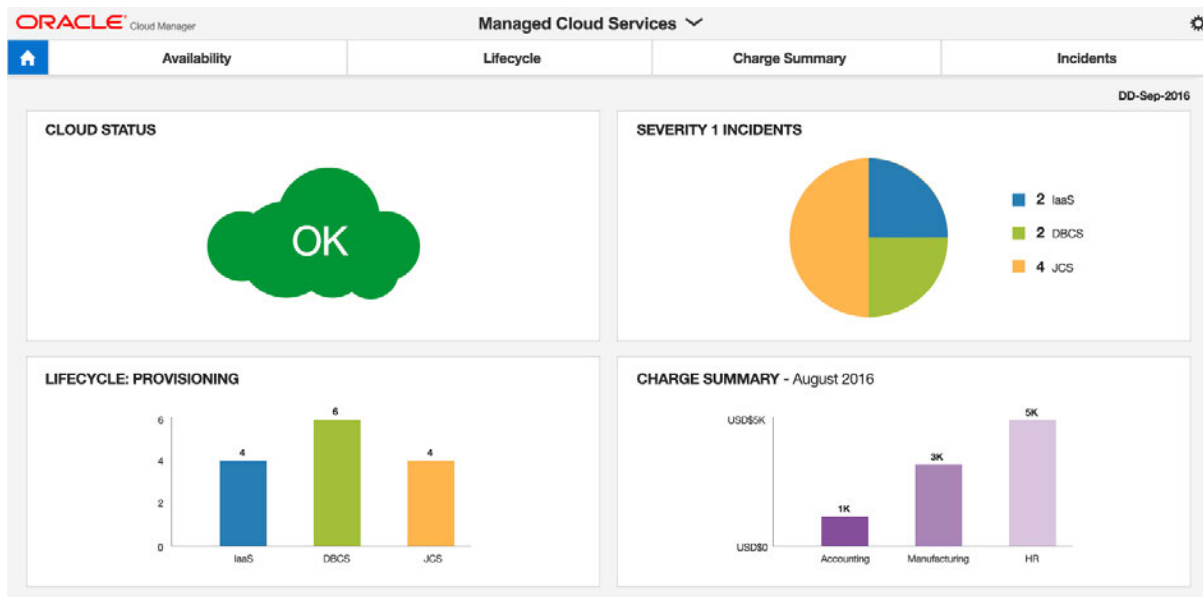 ORACLE Cloud Manager
Managed Cloud Services
Availability
Lifecycle
Charge Summary
Incidents
DD-Sep-2016
CLOUD STATUS
OK
SEVERITY 1 INCIDENTS
2 IaaS
2 DBCS
4 JCS
LIFECYCLE: PROVISIONING
6
4
2
0
4
6
4
IaaS
DBCS
JCS
CHARGE SUMMARY - August 2016
USD$5K
USD$0
1K
3K
5K
Accounting
Manufacturing
HR